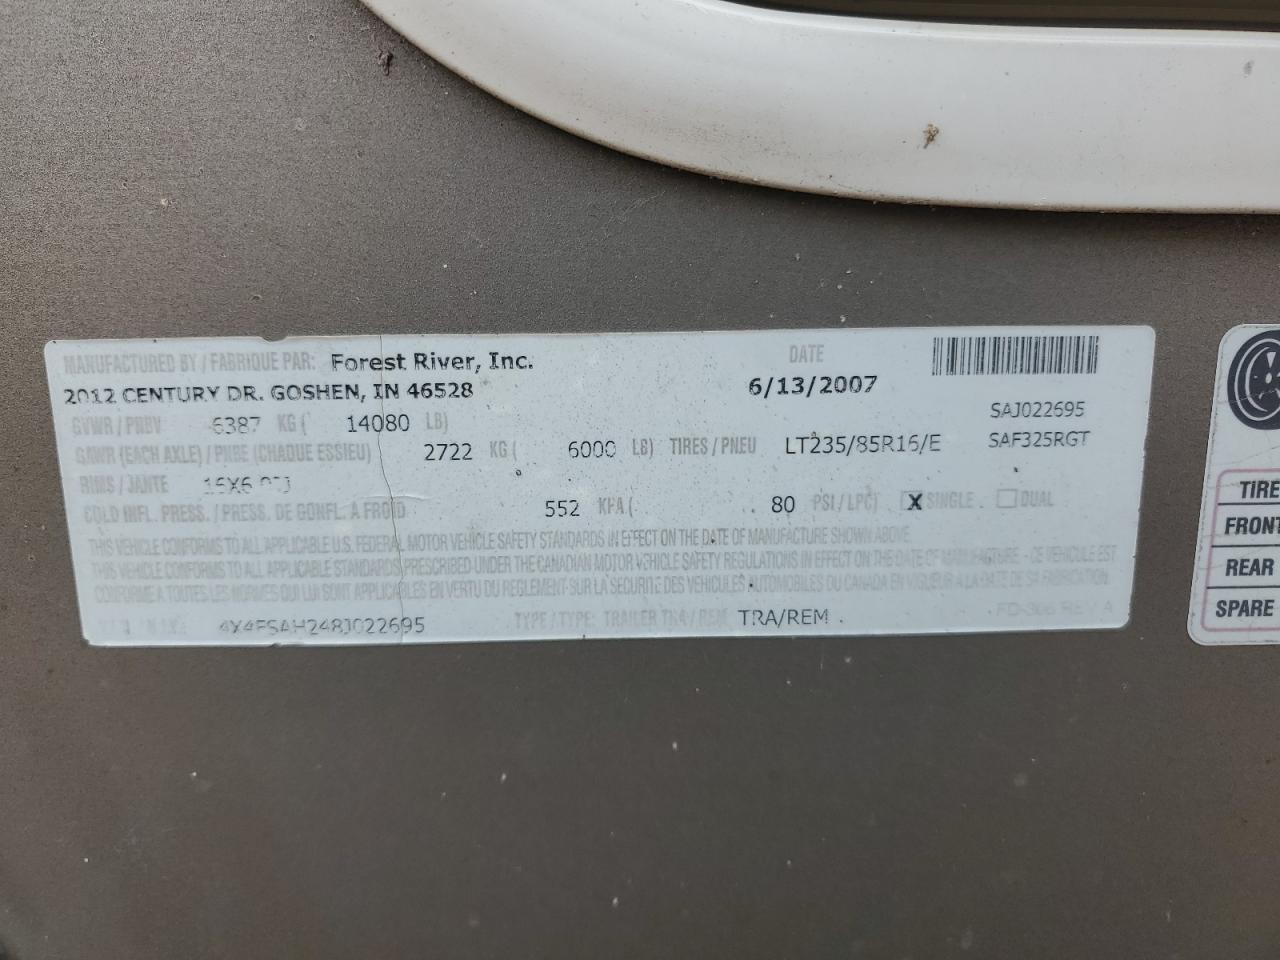 MANUFACTURED BY / FABRIQUE PAR: Forest River, Inc. DATE
2012 CENTURY DR. GOSHEN, IN 46528 6/13/2007
GVWR / PNBV 6387 KG ( 14080 LB) SAJ022695
GAWR (EACH AXLE) / PNBE (CHAQUE ESSIEU) 2722 KG ( 6000 LB) TIRES / PNEU LT235/85R16/E SAF325RGT
RIMS / JANTE
COLD INFL. PRESS. / PRESS. DE GONFL. A FROID 552 KPA ( 80 PSI / LPC) X SINGLE DUAL
THIS VEHICLE CONFORMS TO ALL APPLICABLE U.S. FEDERAL MOTOR VEHICLE SAFETY STANDARDS IN EFFECT ON THE DATE OF MANUFACTURE SHOWN ABOVE.
THIS VEHICLE CONFORMS TO ALL APPLICABLE STANDARDS PRESCRIBED UNDER THE CANADIAN MOTOR VEHICLE SAFETY REGULATIONS IN EFFECT ON THE DATE OF MANUFACTURE - CE VEHICULE EST
CONFORME A TOUTES LES NORMES QUI LUI SONT APPLICABLES EN VERTU DU REGLEMENT SUR LA SECURITE DES VEHICULES AUTOMOBILES DU CANADA EN VIGUEUR A LA DATE DE SA FABRICATION
4X4FSAH248J022695 TYPE / TYPE: TRAILER TRA / REM TRA/REM
TIRE
FRONT
REAR
SPARE